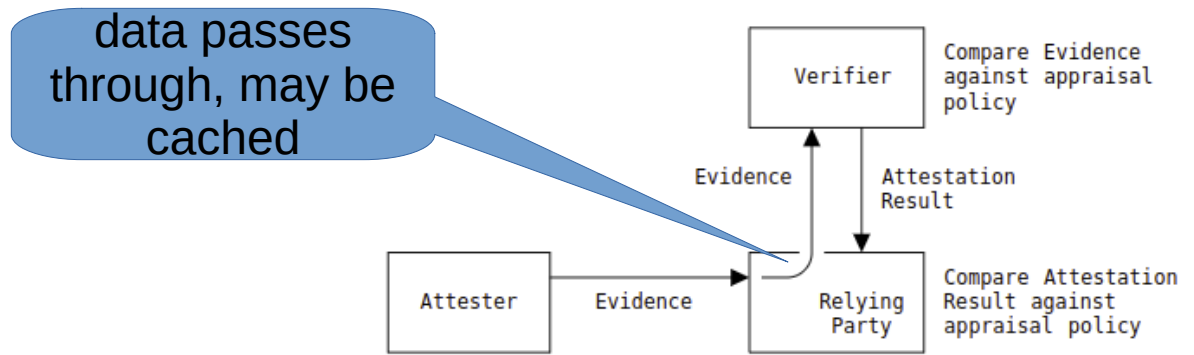 data passes
through, may be
cached
Verifier
Compare Evidence
against appraisal
policy
Evidence
Attestation
Result
Attester
Evidence
Relying
Party
Compare Attestation
Result against
appraisal policy